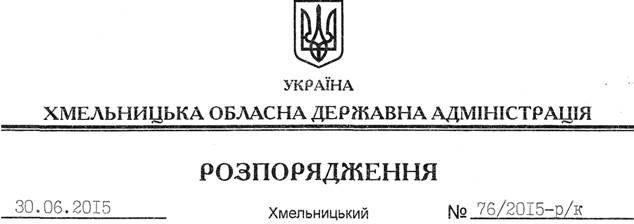 УКРАЇНА
ХМЕЛЬНИЦЬКА ОБЛАСНА ДЕРЖАВНА АДМІНІСТРАЦІЯ
РОЗПОРЯДЖЕННЯ
30.06.2015 Хмельницький № 76/2015-р/к